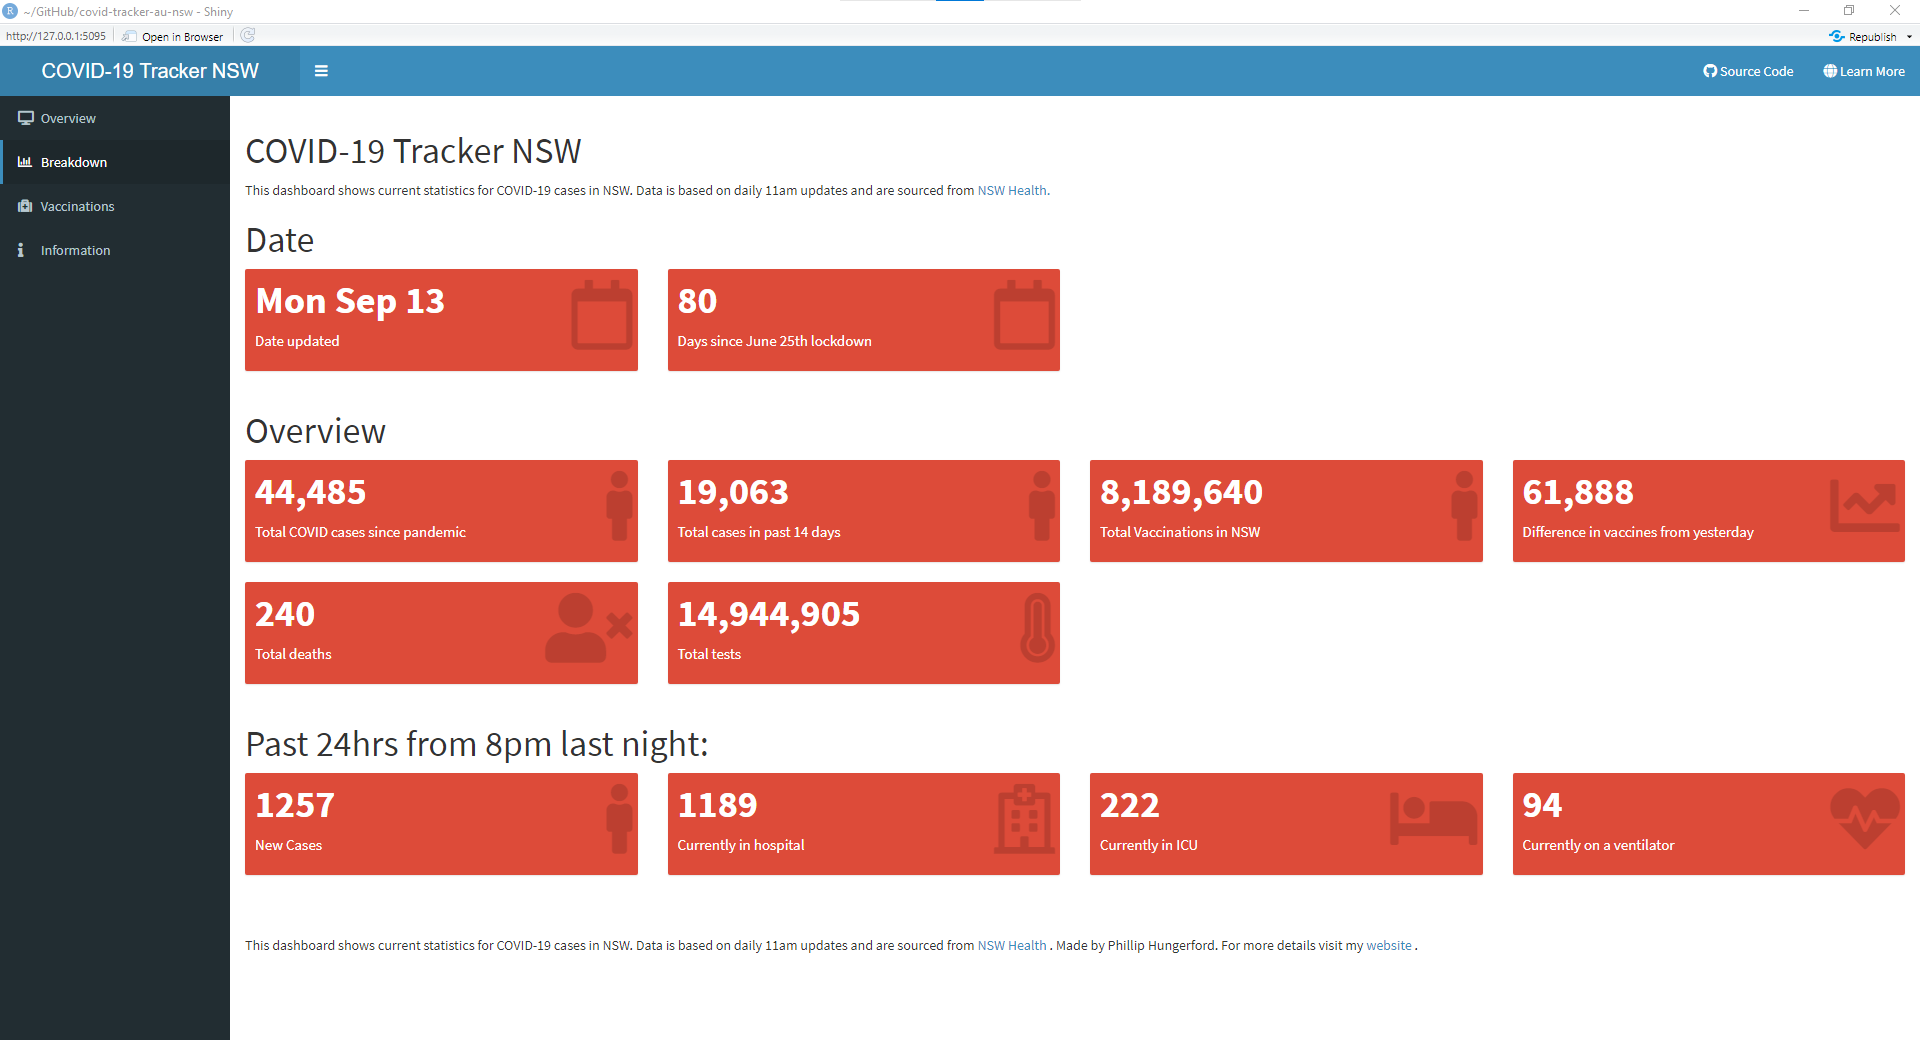 ~/GitHub/covid-tracker-au-nsw - Shiny
http://127.0.0.1:5095
Open in Browser
Republish
COVID-19 Tracker NSW
Source Code
Learn More
Overview
Breakdown
Vaccinations
Information
COVID-19 Tracker NSW
This dashboard shows current statistics for COVID-19 cases in NSW. Data is based on daily 11am updates and are sourced from NSW Health.
Date
Mon Sep 13
Date updated
80
Days since June 25th lockdown
Overview
44,485
Total COVID cases since pandemic
19,063
Total cases in past 14 days
8,189,640
Total Vaccinations in NSW
61,888
Difference in vaccines from yesterday
240
Total deaths
14,944,905
Total tests
Past 24hrs from 8pm last night:
1257
New Cases
1189
Currently in hospital
222
Currently in ICU
94
Currently on a ventilator
This dashboard shows current statistics for COVID-19 cases in NSW. Data is based on daily 11am updates and are sourced from NSW Health . Made by Phillip Hungerford. For more details visit my website .